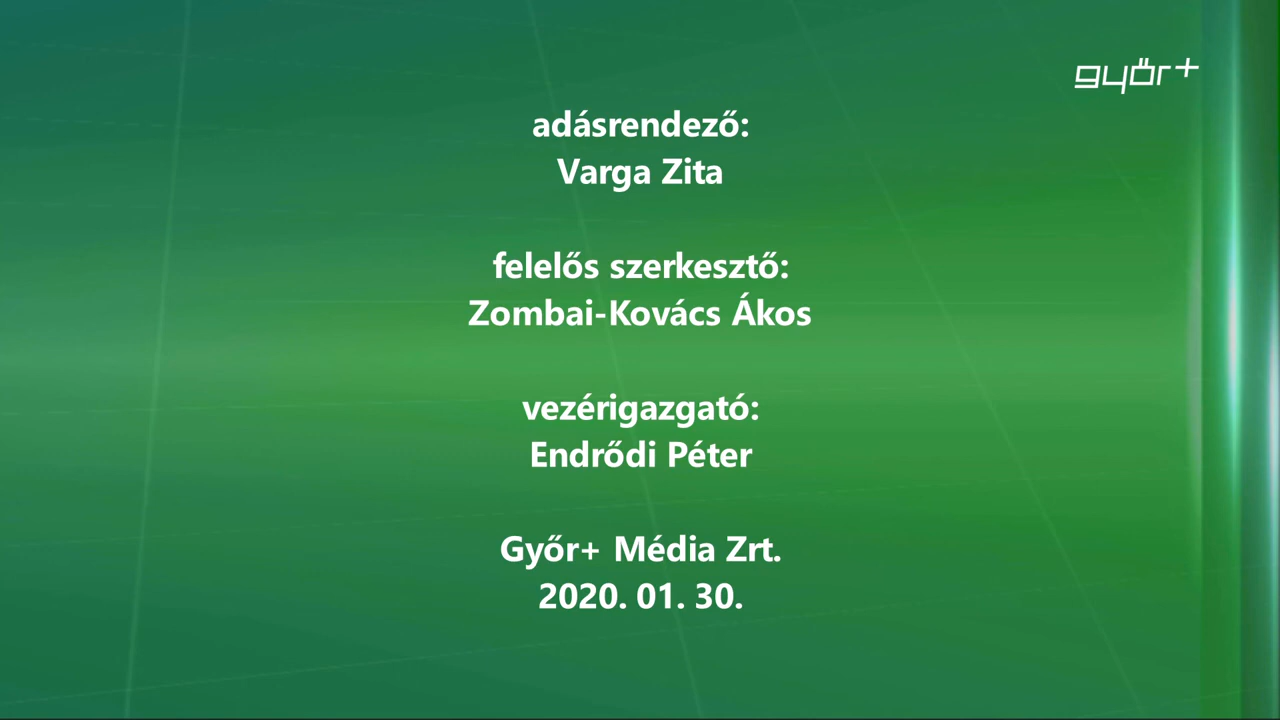 győr+
adásrendező:
Varga Zita
felelős szerkesztő:
Zombai-Kovács Ákos
vezérigazgató:
Endrődi Péter
Győr+ Média Zrt.
2020. 01. 30.